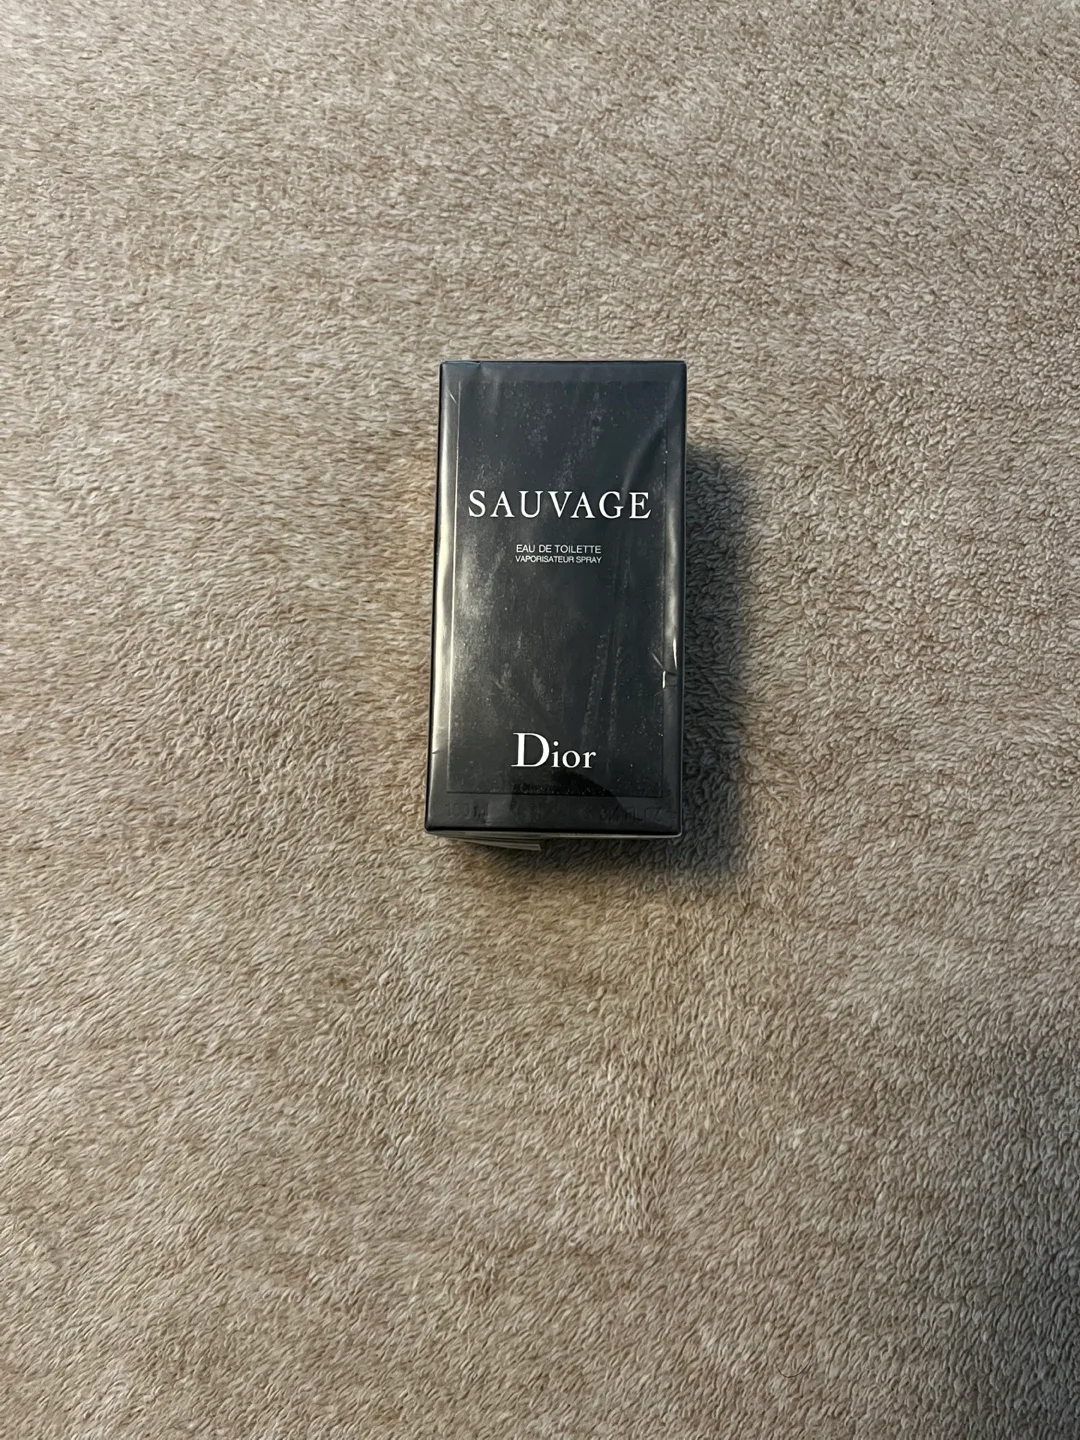 SAUVAGE
EAU DE TOILETTE
VAPORISATEUR SPRAY
Dior